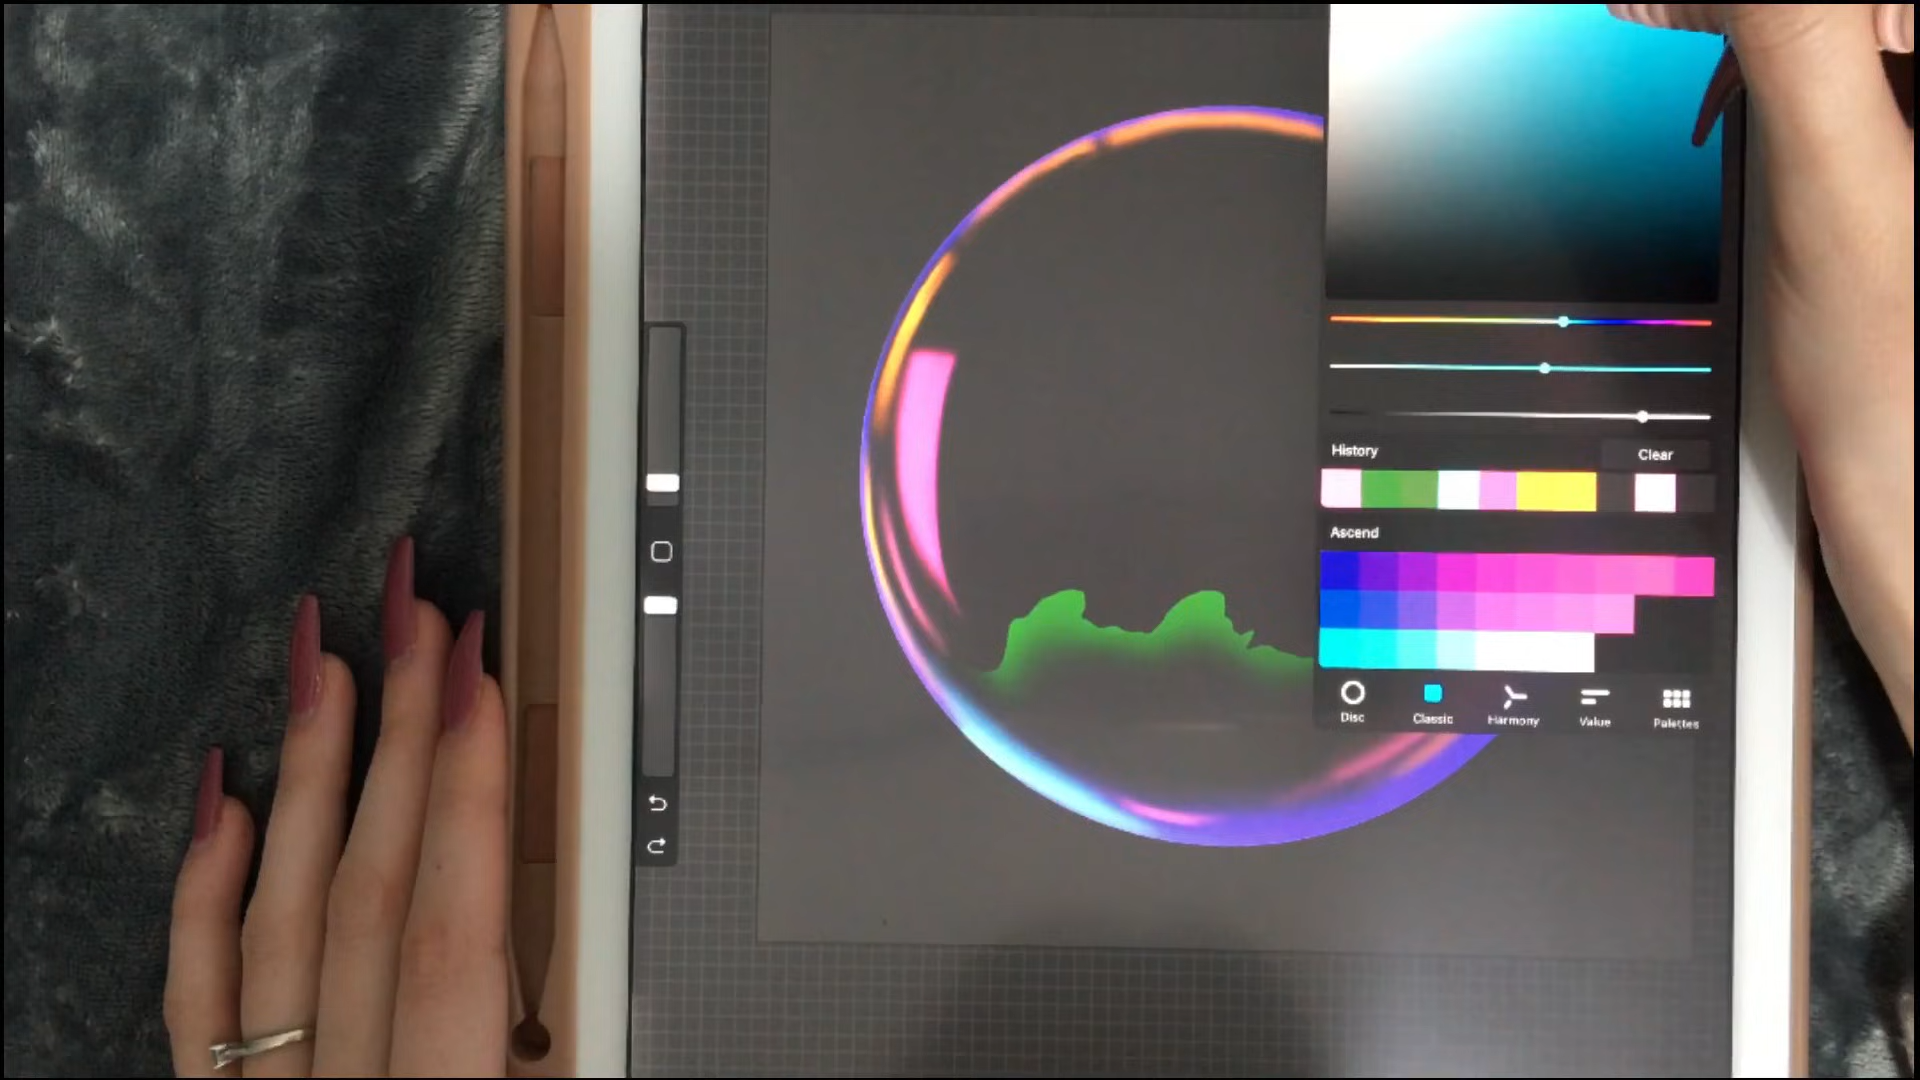 History
Clear
Ascend
Disc
Classic
Harmony
Value
Palettes